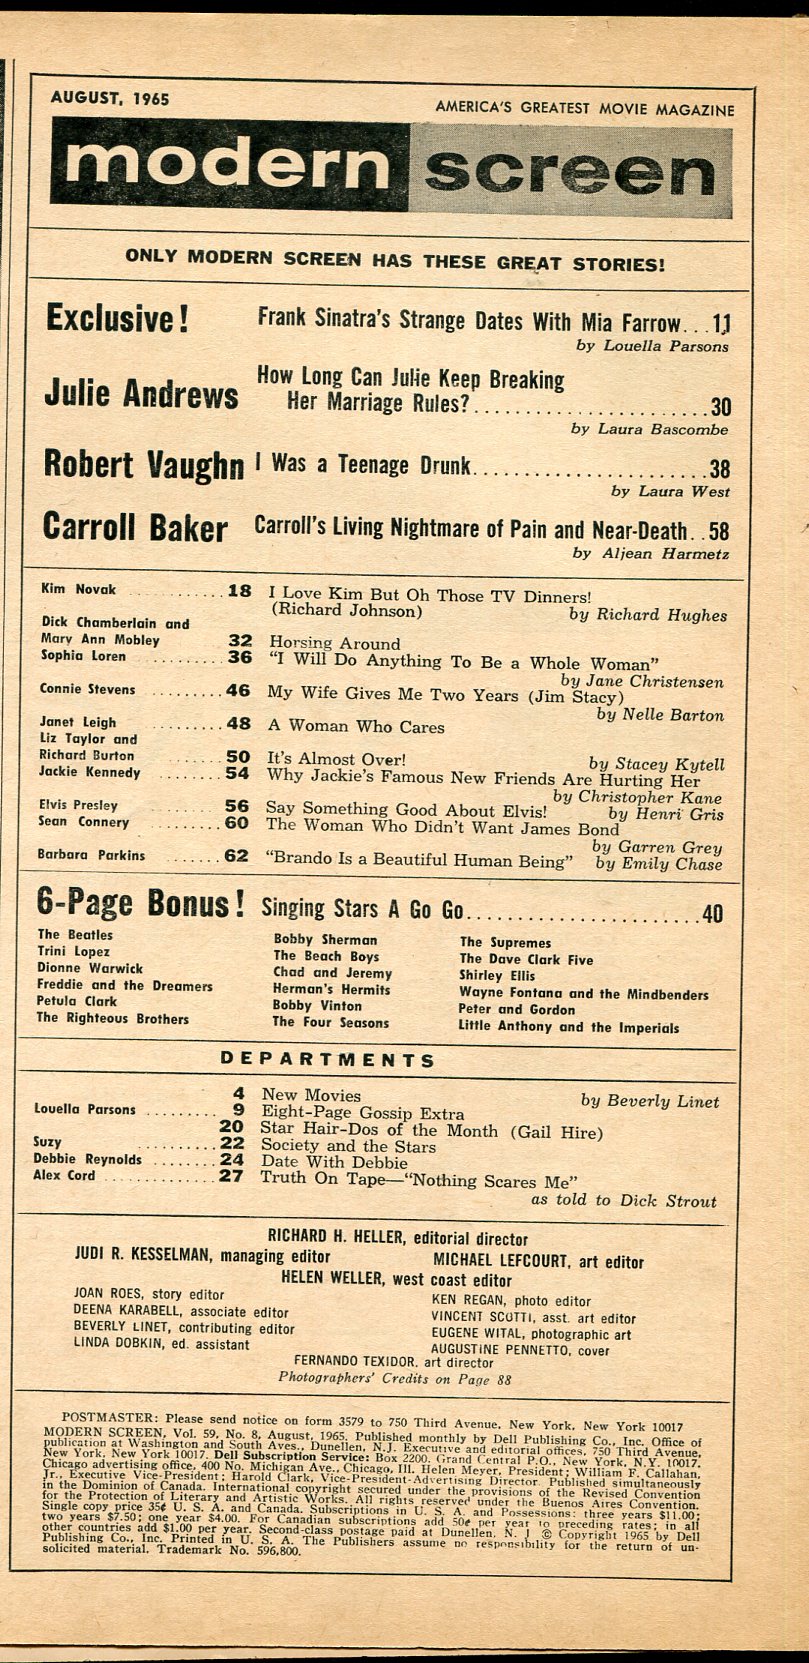 AUGUST, 1965
AMERICA'S GREATEST MOVIE MAGAZINE
modern screen
ONLY MODERN SCREEN HAS THESE GREAT STORIES!
Exclusive! Frank Sinatra's Strange Dates With Mia Farrow...11
by Louella Parsons
Julie Andrews How Long Can Julie Keep Breaking
Her Marriage Rules?........................30
by Laura Bascombe
Robert Vaughn I Was a Teenage Drunk........................38
by Laura West
Carroll Baker Carroll's Living Nightmare of Pain and Near-Death..58
by Aljean Harmetz
Kim Novak ............18 I Love Kim But Oh Those TV Dinners!
(Richard Johnson) by Richard Hughes
Dick Chamberlain and
Mary Ann Mobley 32 Horsing Around
Sophia Loren ..........36 "I Will Do Anything To Be a Whole Woman"
by Jane Christensen
Connie Stevens .........46 My Wife Gives Me Two Years (Jim Stacy)
by Nelle Barton
Janet Leigh .........48 A Woman Who Cares
Liz Taylor and
Richard Burton .......50 It's Almost Over! by Stacey Kytell
Jackie Kennedy ........54 Why Jackie's Famous New Friends Are Hurting Her
by Christopher Kane
Elvis Presley .........56 Say Something Good About Elvis! by Henri Gris
Sean Connery .........60 The Woman Who Didn't Want James Bond
by Garren Grey
Barbara Parkins .......62 "Brando Is a Beautiful Human Being" by Emily Chase
6-Page Bonus! Singing Stars A Go Go........................40
The Beatles Bobby Sherman The Supremes
Trini Lopez The Beach Boys The Dave Clark Five
Dionne Warwick Chad and Jeremy Shirley Ellis
Freddie and the Dreamers Herman's Hermits Wayne Fontana and the Mindbenders
Petula Clark Bobby Vinton Peter and Gordon
The Righteous Brothers The Four Seasons Little Anthony and the Imperials
DEPARTMENTS
4 New Movies by Beverly Linet
Louella Parsons .........9 Eight-Page Gossip Extra
20 Star Hair-Dos of the Month (Gail Hire)
Suzy ..........22 Society and the Stars
Debbie Reynolds ........24 Date With Debbie
Alex Cord ..............27 Truth On Tape—"Nothing Scares Me"
as told to Dick Strout
RICHARD H. HELLER, editorial director
JUDI R. KESSELMAN, managing editor MICHAEL LEFCOURT, art editor
HELEN WELLER, west coast editor
JOAN ROES, story editor KEN REGAN, photo editor
DEENA KARABELL, associate editor VINCENT SCOTTI, asst. art editor
BEVERLY LINET, contributing editor EUGENE WITAL, photographic art
LINDA DOBKIN, ed. assistant AUGUSTINE PENNETTO, cover
FERNANDO TEXIDOR, art director
Photographers' Credits on Page 88
POSTMASTER: Please send notice on form 3579 to 750 Third Avenue, New York, New York 10017
MODERN SCREEN, Vol. 59, No. 8, August, 1965. Published monthly by Dell Publishing Co., Inc. Office of
publication at Washington and South Aves., Dunellen, N.J. Executive and editorial offices, 750 Third Avenue,
New York, New York 10017. Dell Subscription Service: Box 2200, Grand Central P.O., New York, N.Y. 10017.
Chicago advertising office, 400 No. Michigan Ave., Chicago, Ill. Helen Meyer, President; William F. Callahan,
Jr., Executive Vice-President; Harold Clark, Vice-President-Advertising Director. Published simultaneously
in the Dominion of Canada. International copyright secured under the provisions of the Revised Convention
for the Protection of Literary and Artistic Works. All rights reserved under the Buenos Aires Convention.
Single copy price 35¢ U. S. A. and Canada. Subscriptions in U. S. A. and Possessions: three years $11.00;
two years $7.50; one year $4.00. For Canadian subscriptions add 50¢ per year to preceding rates; in all
other countries add $1.00 per year. Second-class postage paid at Dunellen, N. J © Copyright 1965 by Dell
Publishing Co., Inc. Printed in U. S. A. The Publishers assume no responsibility for the return of un-
solicited material. Trademark No. 596,800.